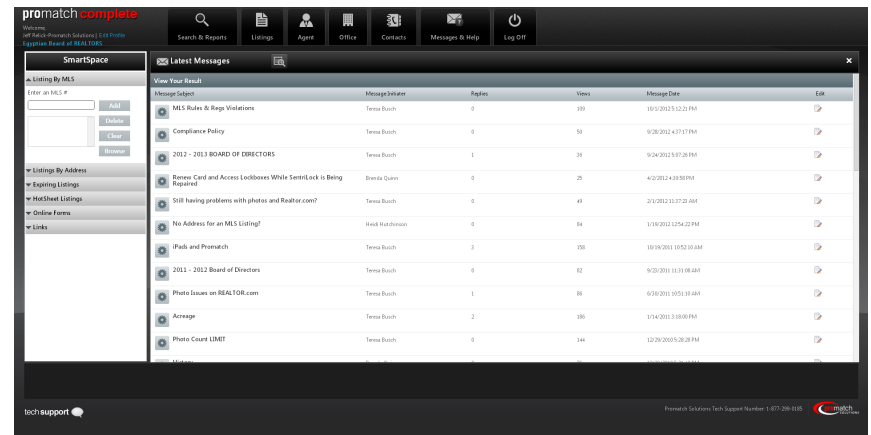 promatch complete
Welcome,
Jeff Relick-Promatch Solutions | Edit Profile
Egyptian Board of REALTORS
Search & Reports
Listings
Agent
Office
Contacts
Messages & Help
Log Off
SmartSpace
Listing By MLS
Enter an MLS #
Add
Delete
Clear
Browse
Listings By Address
Expiring Listings
HotSheet Listings
Online Forms
Links
Latest Messages
View Your Result
Message Subject Message Initiater Replies Views Message Date Edit
MLS Rules & Regs Violations Teresa Busch 0 109 10/1/2012 5:12:21 PM
Compliance Policy Teresa Busch 0 50 9/28/2012 4:37:17 PM
2012 - 2013 BOARD OF DIRECTORS Teresa Busch 1 9/24/2012 5:07:26 PM
Renew Card and Access Lockboxes While SentriLock is Being
Repaired Brenda Quinn 0 25 4/2/2012 4:39:58 PM
Still having problems with photos and Realtor.com? Teresa Busch 0 2/1/2012 11:37:23 AM
No Address for an MLS Listing? Heidi Hutchinson 0 84 1/19/2012 12:54:22 PM
iPads and Promatch Teresa Busch 3 158 10/19/2011 10:52:10 AM
2011 - 2012 Board of Directors Teresa Busch 0 82 9/23/2011 11:31:08 AM
Photo Issues on REALTOR.com Teresa Busch 1 86 6/30/2011 10:51:10 AM
Acreage Teresa Busch 2 186 1/14/2011 3:18:00 PM
Photo Count LIMIT Teresa Busch 0 144 12/29/2010 5:28:28 PM
tech support
Promatch Solutions Tech Support Number: 1-877-299-0185
promatch
SOLUTIONS